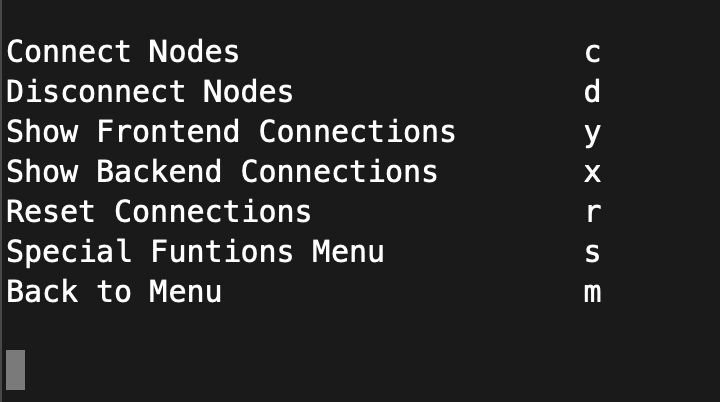 Connect Nodes c
Disconnect Nodes d
Show Frontend Connections y
Show Backend Connections x
Reset Connections r
Special Funtions Menu s
Back to Menu m